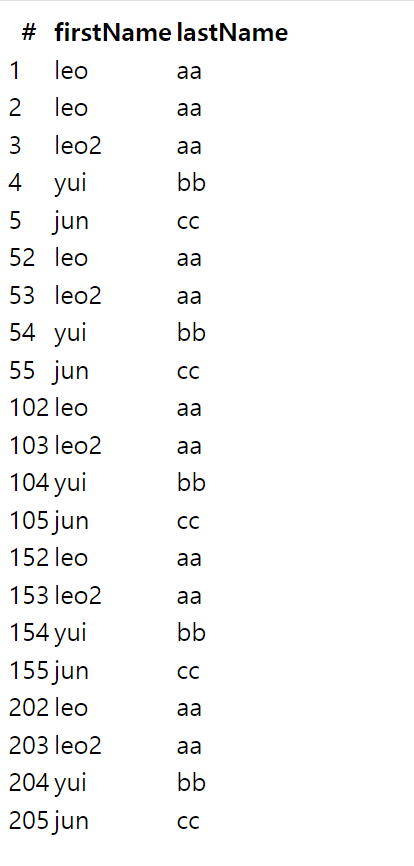 # firstName lastName
1 leo aa
2 leo aa
3 leo2 aa
4 yui bb
5 jun cc
52 leo aa
53 leo2 aa
54 yui bb
55 jun cc
102 leo aa
103 leo2 aa
104 yui bb
105 jun cc
152 leo aa
153 leo2 aa
154 yui bb
155 jun cc
202 leo aa
203 leo2 aa
204 yui bb
205 jun cc